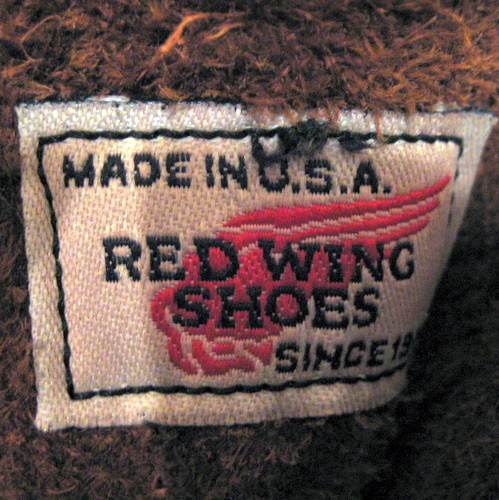 MADE IN U.S.A.
RED WING
SHOES
SINCE 19